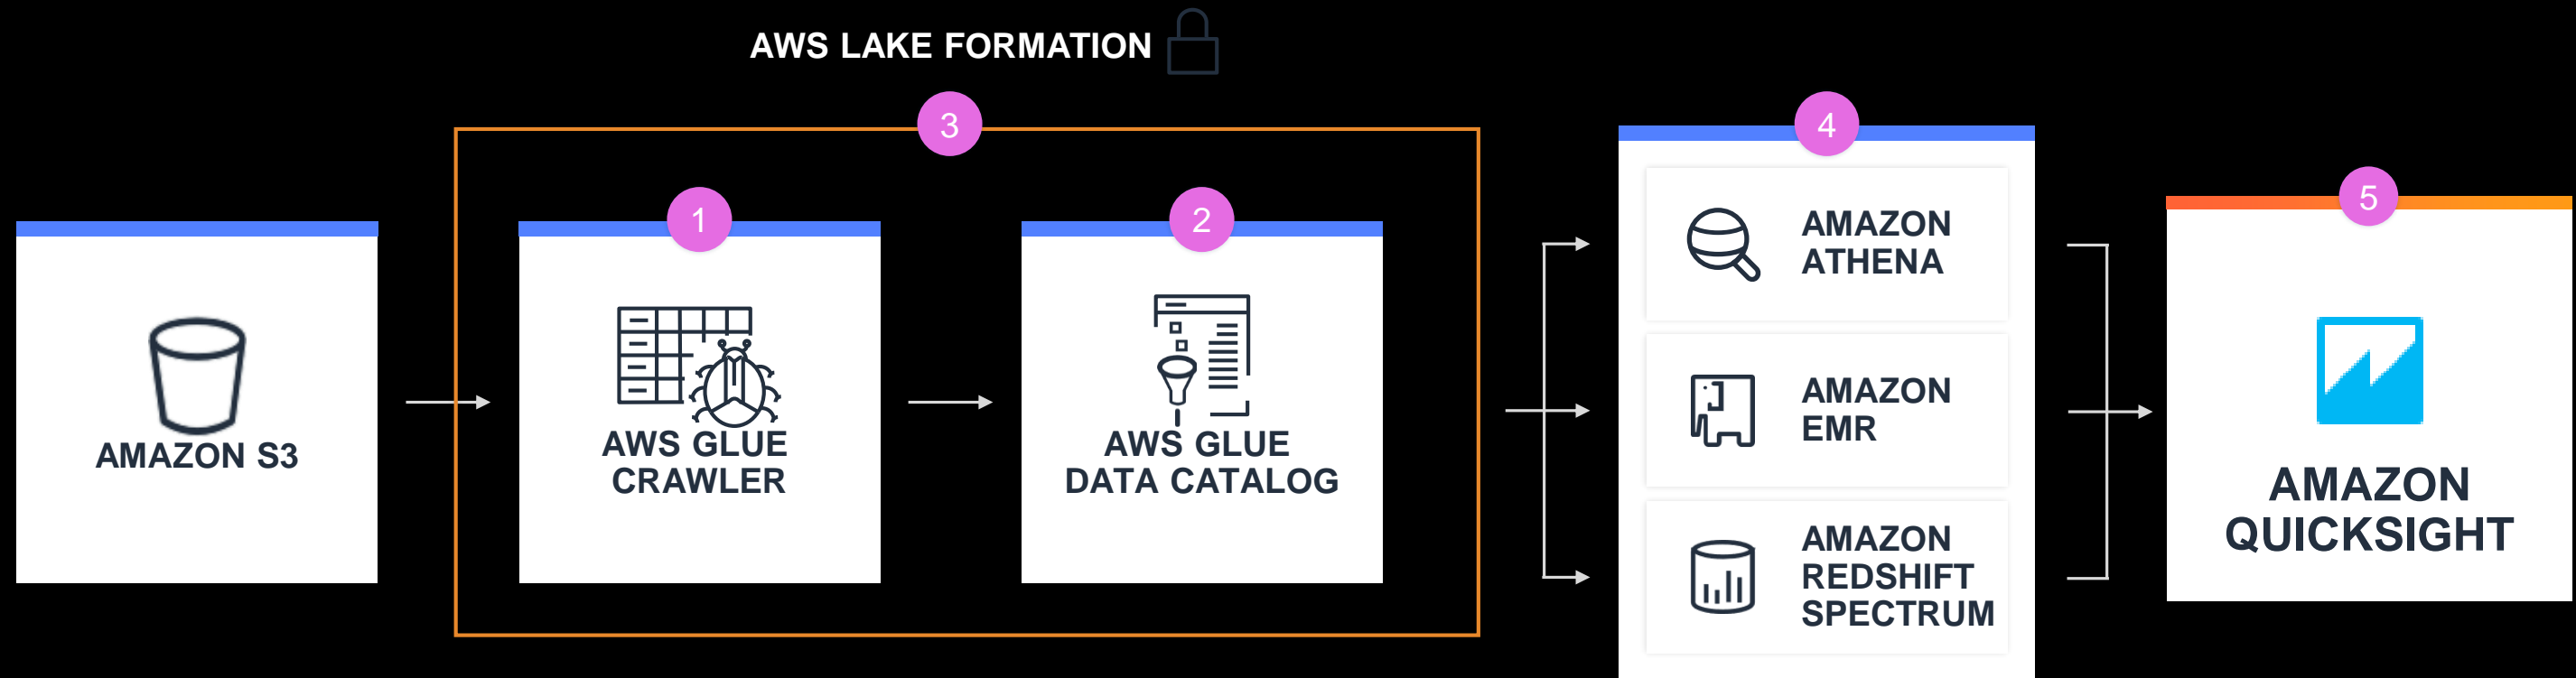 AWS LAKE FORMATION
3
AMAZON S3
1
AWS GLUE
CRAWLER
2
AWS GLUE
DATA CATALOG
4
AMAZON
ATHENA
AMAZON
EMR
AMAZON
REDSHIFT
SPECTRUM
5
AMAZON
QUICKSIGHT